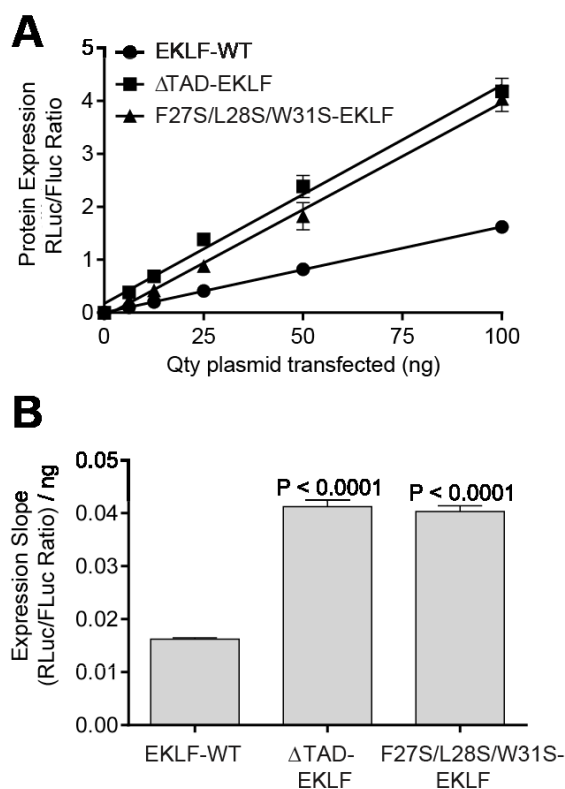 A
EKLF-WT
ΔTAD-EKLF
F27S/L28S/W31S-EKLF
Protein Expression
RLuc/Fluc Ratio
5
4
3
2
1
0
0 25 50 75 100
Qty plasmid transfected (ng)
B
Expression Slope
(RLuc/FLuc Ratio) / ng
0.05
0.04
0.03
0.02
0.01
0.00
P < 0.0001 P < 0.0001
EKLF-WT ΔTAD- F27S/L28S/W31S-
EKLF EKLF